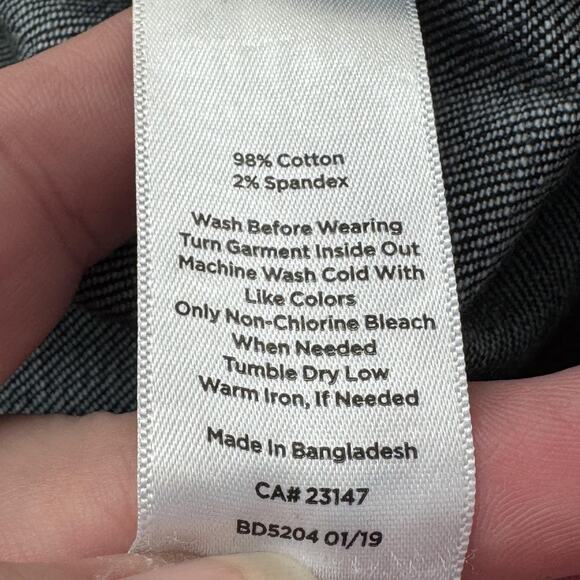 98% Cotton
2% Spandex
Wash Before Wearing
Turn Garment Inside Out
Machine Wash Cold With
Like Colors
Only Non-Chlorine Bleach
When Needed
Tumble Dry Low
Warm Iron, If Needed
Made In Bangladesh
CA# 23147
BD5204 01/19